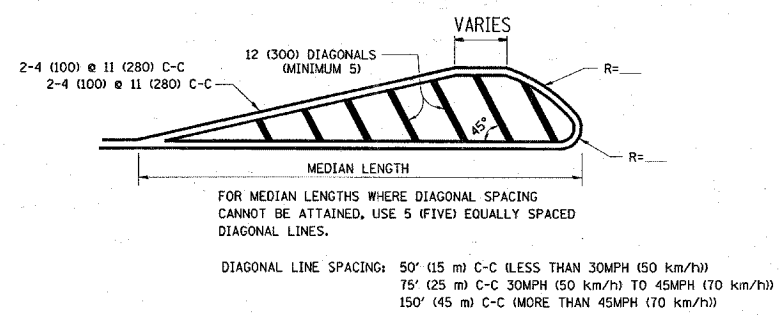 VARIES
12 (300) DIAGONALS
(MINIMUM 5)
2-4 (100) @ 11 (280) C-C
2-4 (100) @ 11 (280) C-C
R=___
45°
R=___
MEDIAN LENGTH
FOR MEDIAN LENGTHS WHERE DIAGONAL SPACING
CANNOT BE ATTAINED, USE 5 (FIVE) EQUALLY SPACED
DIAGONAL LINES.
DIAGONAL LINE SPACING: 50' (15 m) C-C (LESS THAN 30MPH (50 km/h))
75' (25 m) C-C 30MPH (50 km/h) TO 45MPH (70 km/h))
150' (45 m) C-C (MORE THAN 45MPH (70 km/h))